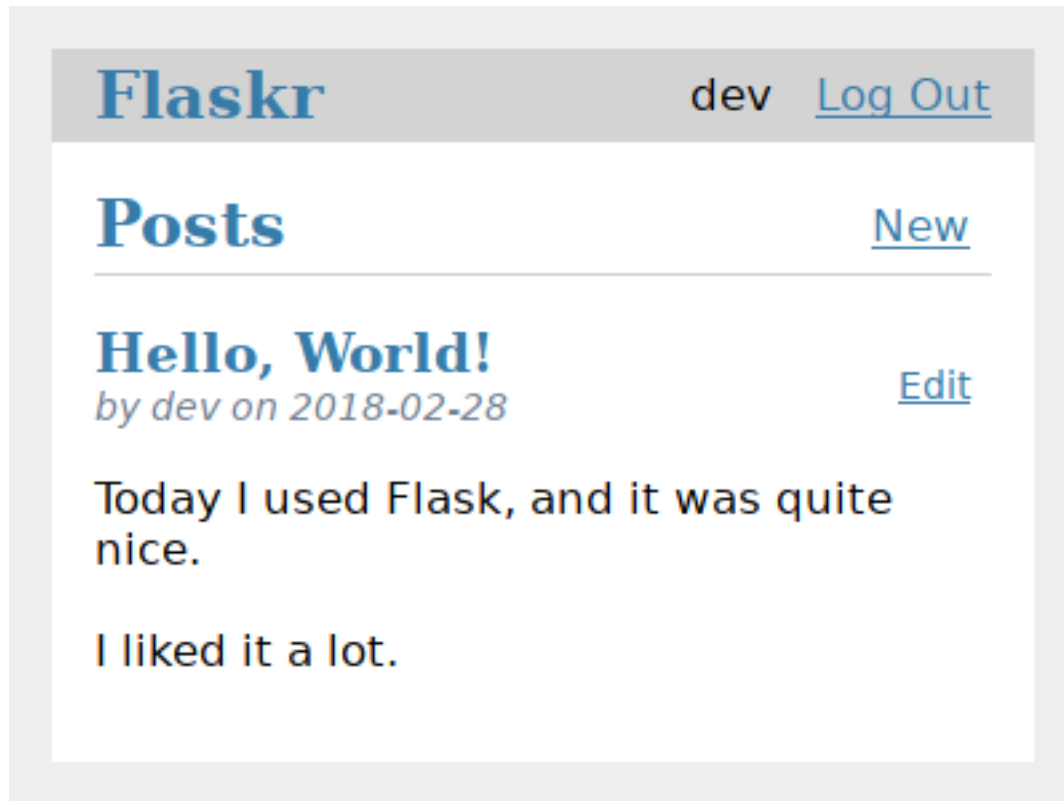 Flaskr dev Log Out
Posts New
Hello, World!
by dev on 2018-02-28 Edit
Today I used Flask, and it was quite
nice.
I liked it a lot.